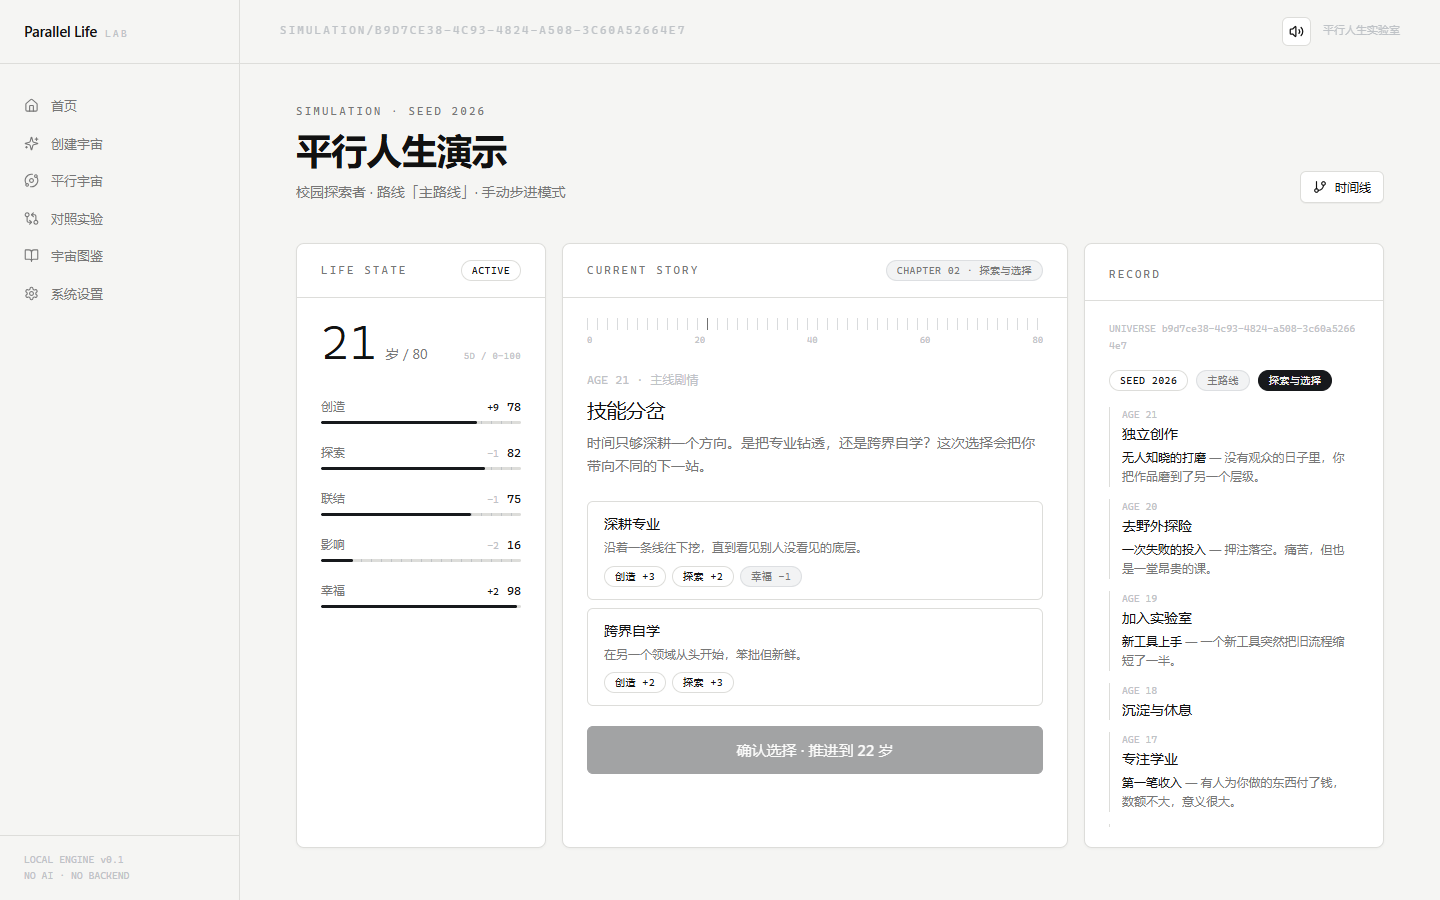 Parallel Life LAB
SIMULATION/B9D7CE38-4C93-4824-A508-3C60A52664E7
平行人生实验室
首页
创建宇宙
平行宇宙
对照实验
宇宙图鉴
系统设置
LOCAL ENGINE v0.1
NO AI · NO BACKEND
SIMULATION · SEED 2026
平行人生演示
校园探索者 · 路线「主路线」 · 手动步进模式
时间线
LIFE STATE
ACTIVE
21 岁 / 80
5D / 0–100
创造 +9 78
探索 −1 82
联结 −1 75
影响 −2 16
幸福 +2 98
CURRENT STORY
CHAPTER 02 · 探索与选择
0 20 40 60 80
AGE 21 · 主线剧情
技能分岔
时间只够深耕一个方向。是把专业钻透，还是跨界自学？这次选择会把你
带向不同的下一站。
深耕专业
沿着一条线往下挖，直到看见别人没看见的底层。
创造 +3 探索 +2 幸福 −1
跨界自学
在另一个领域从头开始，笨拙但新鲜。
创造 +2 探索 +3
确认选择 · 推进到 22 岁
RECORD
UNIVERSE b9d7ce38-4c93-4824-a508-3c60a5266
4e7
SEED 2026 主路线 探索与选择
AGE 21
独立创作
无人知晓的打磨 — 没有观众的日子里，你
把作品磨到了另一个层级。
AGE 20
去野外探险
一次失败的投入 — 押注落空。痛苦，但也
是一堂昂贵的课。
AGE 19
加入实验室
新工具上手 — 一个新工具突然把旧流程缩
短了一半。
AGE 18
沉淀与休息
AGE 17
专注学业
第一笔收入 — 有人为你做的东西付了钱，
数额不大，意义很大。